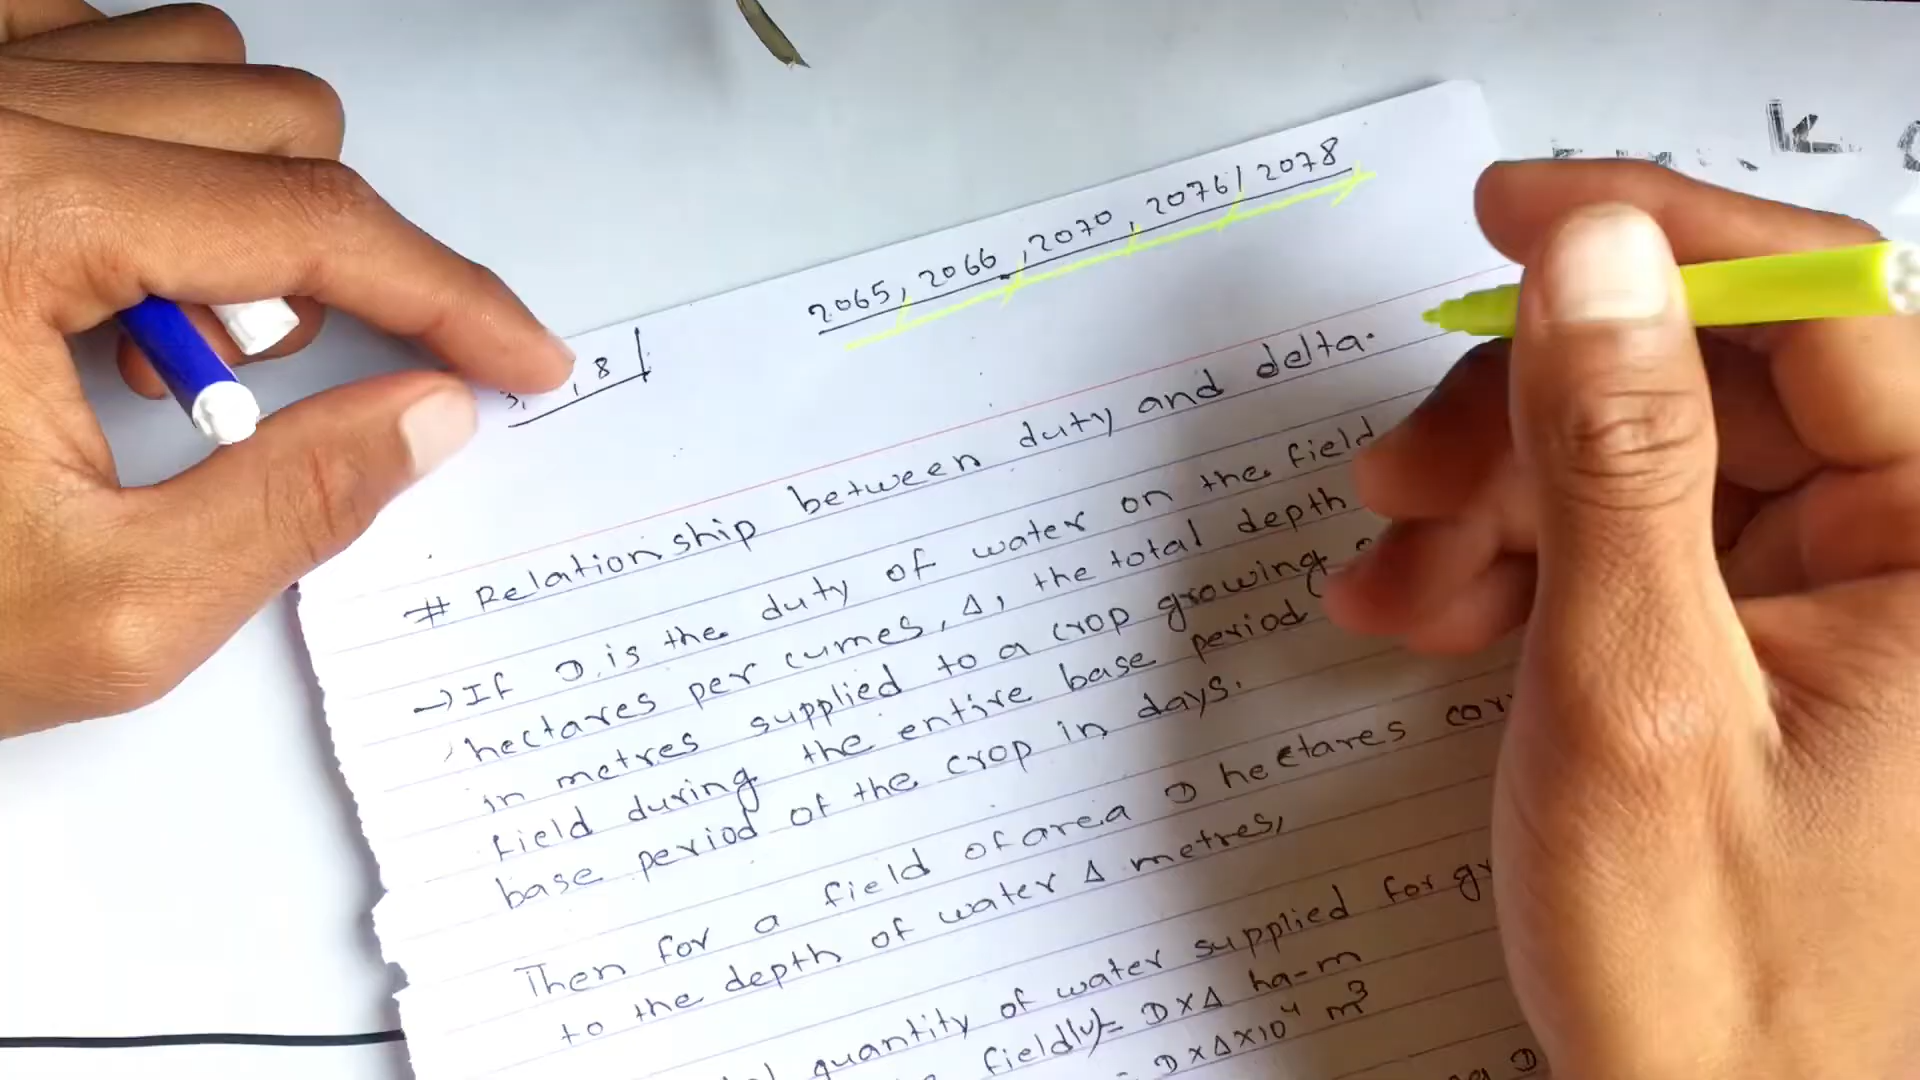 2065, 2066, 2070, 2076/2078
3, , 8
# Relationship between duty and delta.
→ If D, is the duty of water on the field
hectares per cumes, Δ, the total depth
in metres supplied to a crop growing
field during the entire base period
base period of the crop in days.
Then for a field of area D hectares
to the depth of water Δ metres,
quantity of water supplied for
field(v)= D×Δ ha-m
= D×Δ×10⁴ m³
D
k